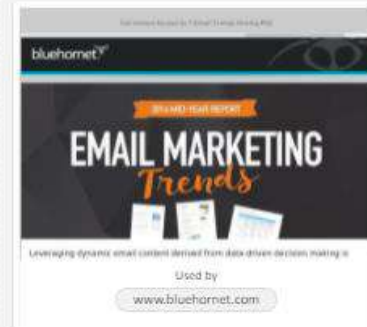 bluehornet
MID-YEAR REPORT
EMAIL MARKETING
Trends
Leveraging dynamic email content derived from data-driven decision making is
Used by
www.bluehornet.com